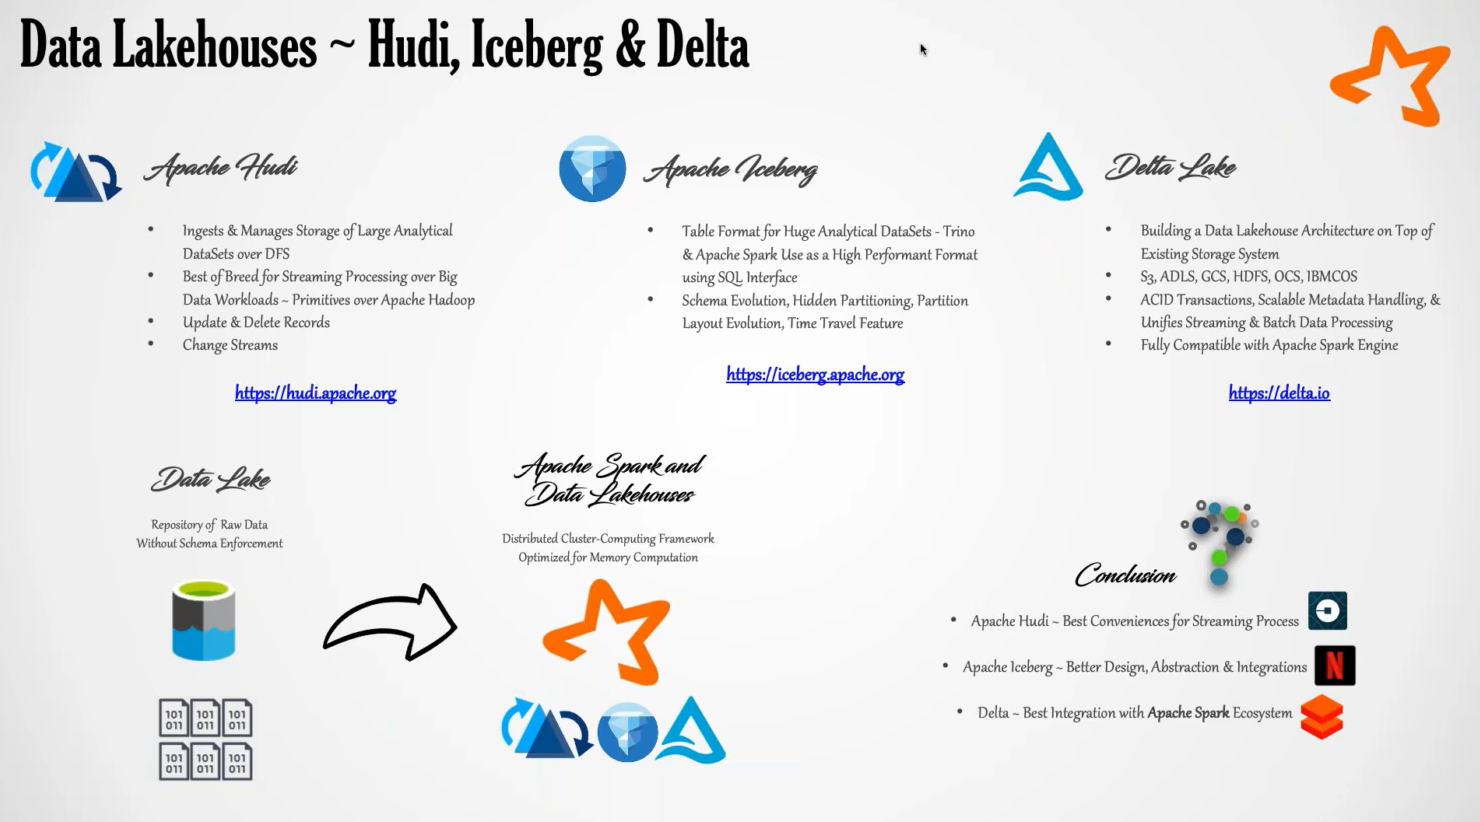 Data Lakehouses ~ Hudi, Iceberg & Delta
Apache Hudi
• Ingests & Manages Storage of Large Analytical
DataSets over DFS
• Best of Breed for Streaming Processing over Big
Data Workloads ~ Primitives over Apache Hadoop
• Update & Delete Records
• Change Streams
https://hudi.apache.org
Apache Iceberg
• Table Format for Huge Analytical DataSets - Trino
& Apache Spark Use as a High Performant Format
using SQL Interface
• Schema Evolution, Hidden Partitioning, Partition
Layout Evolution, Time Travel Feature
https://iceberg.apache.org
Delta Lake
• Building a Data Lakehouse Architecture on Top of
Existing Storage System
• S3, ADLS, GCS, HDFS, OCS, IBMCOS
• ACID Transactions, Scalable Metadata Handling, &
Unifies Streaming & Batch Data Processing
• Fully Compatible with Apache Spark Engine
https://delta.io
Data Lake
Repository of Raw Data
Without Schema Enforcement
101 101 101
011 011 011
101 101 101
011 011 011
Apache Spark and
Data Lakehouses
Distributed Cluster-Computing Framework
Optimized for Memory Computation
Conclusion
• Apache Hudi ~ Best Conveniences for Streaming Process
• Apache Iceberg ~ Better Design, Abstraction & Integrations
N
• Delta ~ Best Integration with Apache Spark Ecosystem